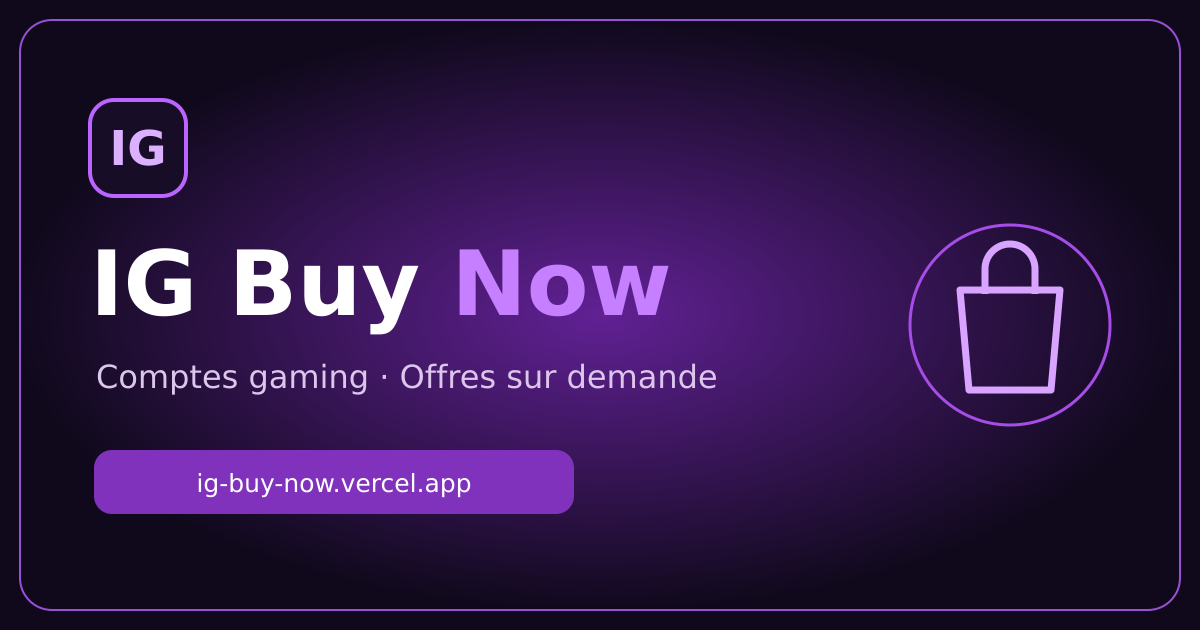 IG
IG Buy Now
Comptes gaming · Offres sur demande
ig-buy-now.vercel.app